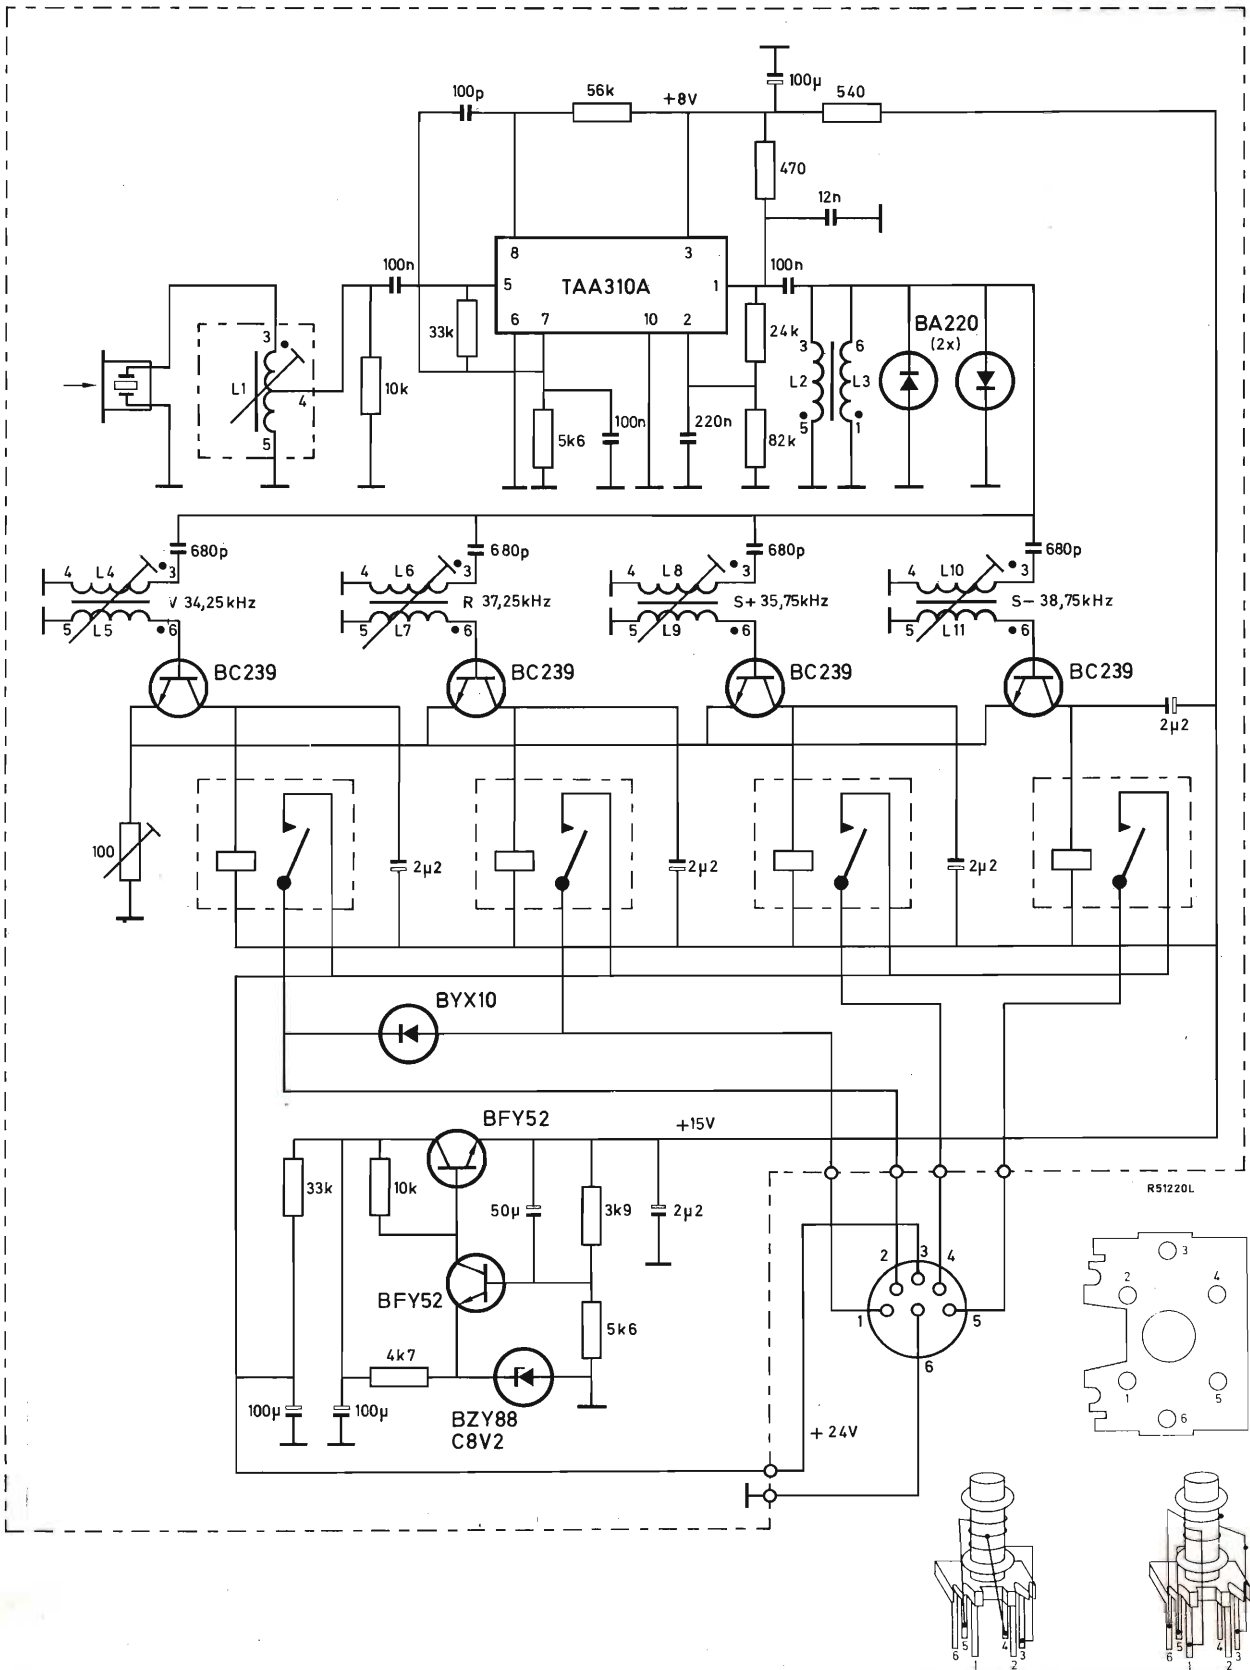 100µ
100p
56k
+8V
540
470
12n
8
3
100n
5
TAA310A
1
100n
6
7
10
2
33k
24k
BA220
(2x)
3
L1
4
5
10k
3
6
L2
L3
5
1
5k6
100n
220n
82k
680p
680p
680p
680p
4
L4
3
4
L6
3
4
L8
3
4
L10
3
V 34,25kHz
R 37,25kHz
S+ 35,75kHz
S− 38,75kHz
5
L5
6
5
L7
6
5
L9
6
5
L11
6
BC239
BC239
BC239
BC239
2µ2
100
2µ2
2µ2
2µ2
BYX10
BFY52
+15V
33k
10k
50µ
3k9
2µ2
R51220L
BFY52
2
3
4
1
5
6
3
2
4
1
5
6
5k6
4k7
100µ
100µ
BZY88
C8V2
+24V
6
5
4
3
1
2
6
5
4
3
1
2